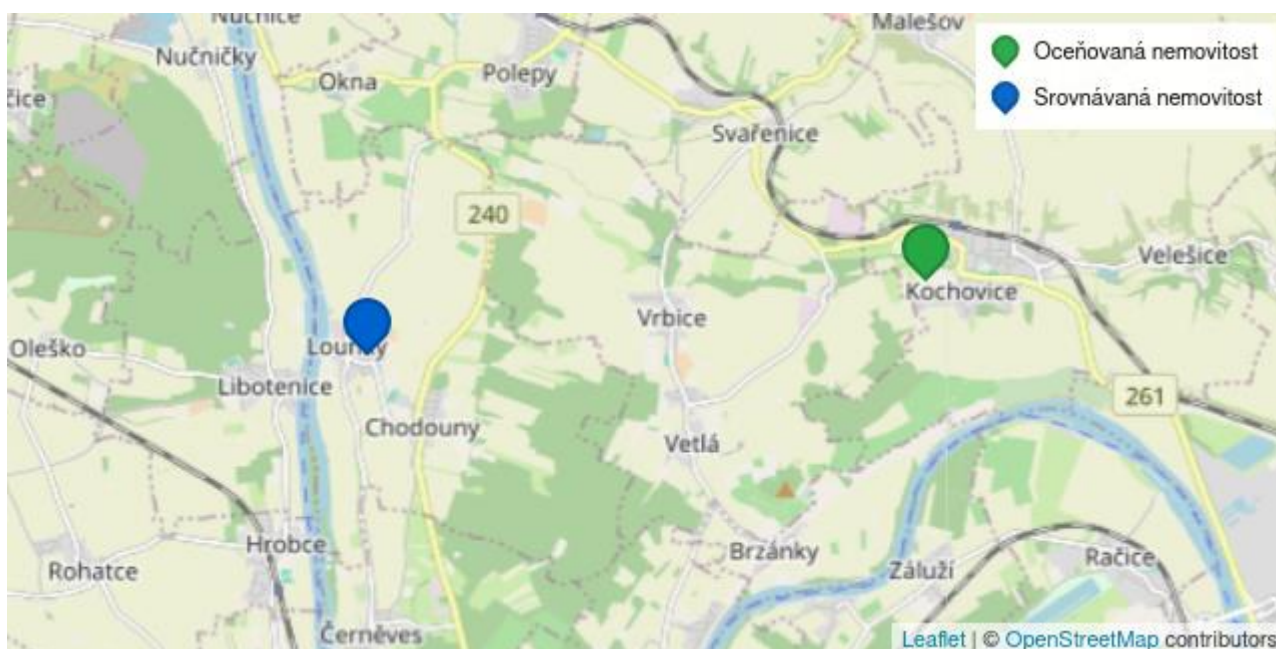 Nučnice
Malešov
Nučničky
Okna
Polepy
Oceňovaná nemovitost
Srovnávaná nemovitost
čice
Svařenice
240
Velešice
Kochovice
Vrbice
Oleško
Libotenice
261
Chodouny
Vetlá
Hrobce
Brzánky
Rohatce
Záluží
Račice
Černěves
Leaflet | © OpenStreetMap contributors